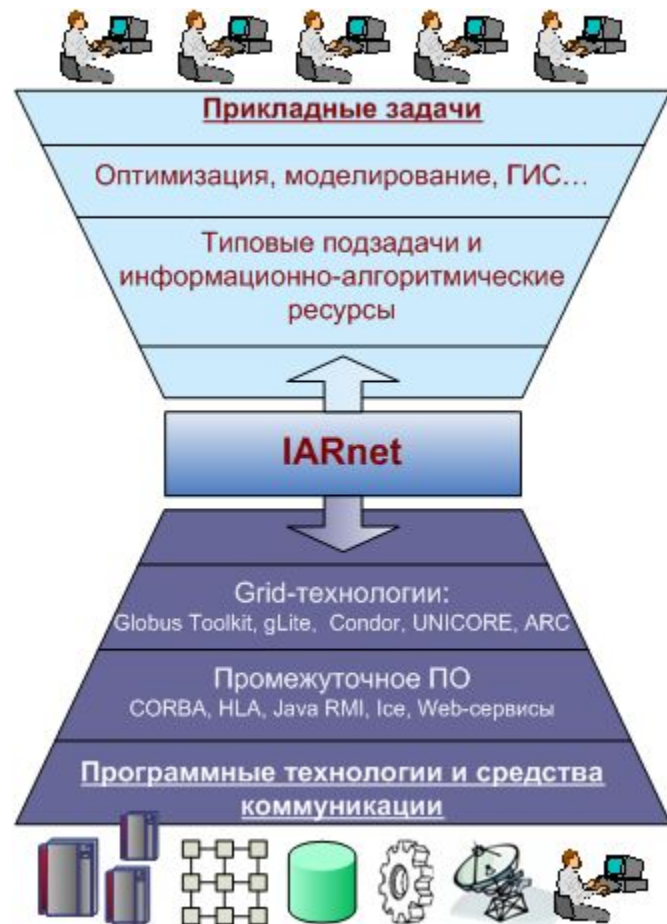 Прикладные задачи
Оптимизация, моделирование, ГИС...
Типовые подзадачи и
информационно-алгоритмические
ресурсы
IARnet
Grid-технологии:
Globus Toolkit, gLite, Condor, UNICORE, ARC
Промежуточное ПО
CORBA, HLA, Java RMI, Ice, Web-сервисы
Программные технологии и средства
коммуникации